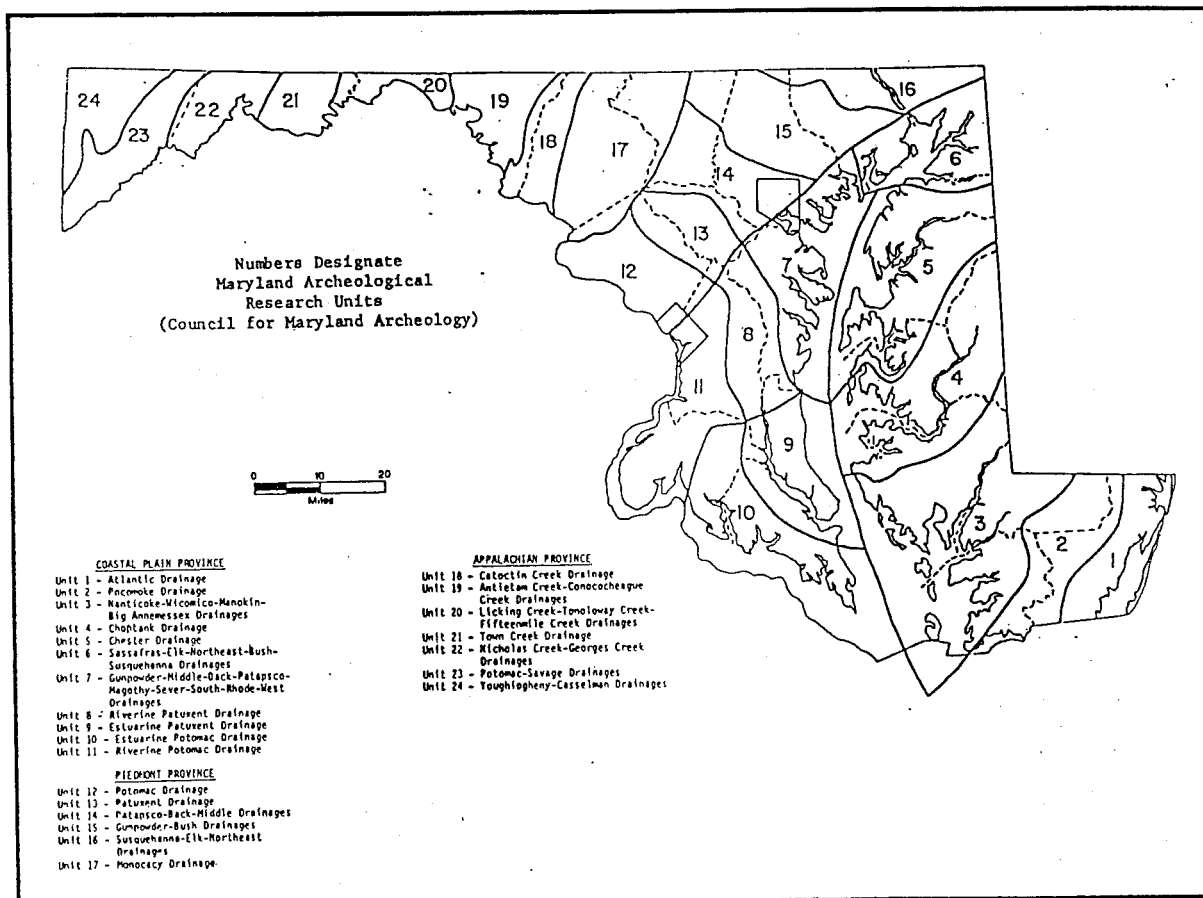 24
23
22
21
20
19
18
17
16
15
14
13
12
11
10
9
8
7
6
5
4
3
2
1
Numbers Designate
Maryland Archeological
Research Units
(Council for Maryland Archeology)
0 10 20
Miles
COASTAL PLAIN PROVINCE
Unit 1 - Atlantic Drainage
Unit 2 - Pocomoke Drainage
Unit 3 - Nanticoke-Wicomico-Manokin-
Big Annemessex Drainages
Unit 4 - Choptank Drainage
Unit 5 - Chester Drainage
Unit 6 - Sassafras-Elk-Northeast-Bush-
Susquehanna Drainages
Unit 7 - Gunpowder-Middle-Back-Patapsco-
Magothy-Sever-South-Rhode-West
Drainages
Unit 8 - Riverine Patuxent Drainage
Unit 9 - Estuarine Patuxent Drainage
Unit 10 - Estuarine Potomac Drainage
Unit 11 - Riverine Potomac Drainage
PIEDMONT PROVINCE
Unit 12 - Potomac Drainage
Unit 13 - Patuxent Drainage
Unit 14 - Patapsco-Back-Middle Drainages
Unit 15 - Gunpowder-Bush Drainages
Unit 16 - Susquehanna-Elk-Northeast
Drainages
Unit 17 - Monocacy Drainage
APPALACHIAN PROVINCE
Unit 18 - Catoctin Creek Drainage
Unit 19 - Antietam Creek-Conococheague
Creek Drainages
Unit 20 - Licking Creek-Tonoloway Creek-
Fifteenmile Creek Drainages
Unit 21 - Town Creek Drainage
Unit 22 - Nicholas Creek-Georges Creek
Drainages
Unit 23 - Potomac-Savage Drainages
Unit 24 - Youghiogheny-Casselman Drainages